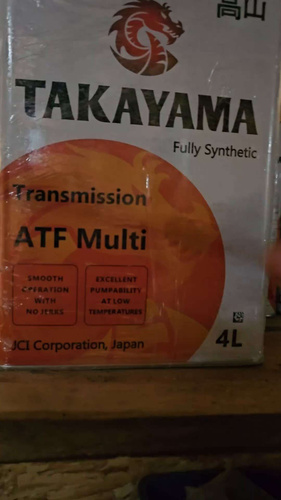 高山
TAKAYAMA
Fully Synthetic
Transmission
ATF Multi
SMOOTH
OPERATION
WITH
NO JERKS
EXCELLENT
PUMPABILITY
AT LOW
TEMPERATURES
JCI Corporation, Japan
4L